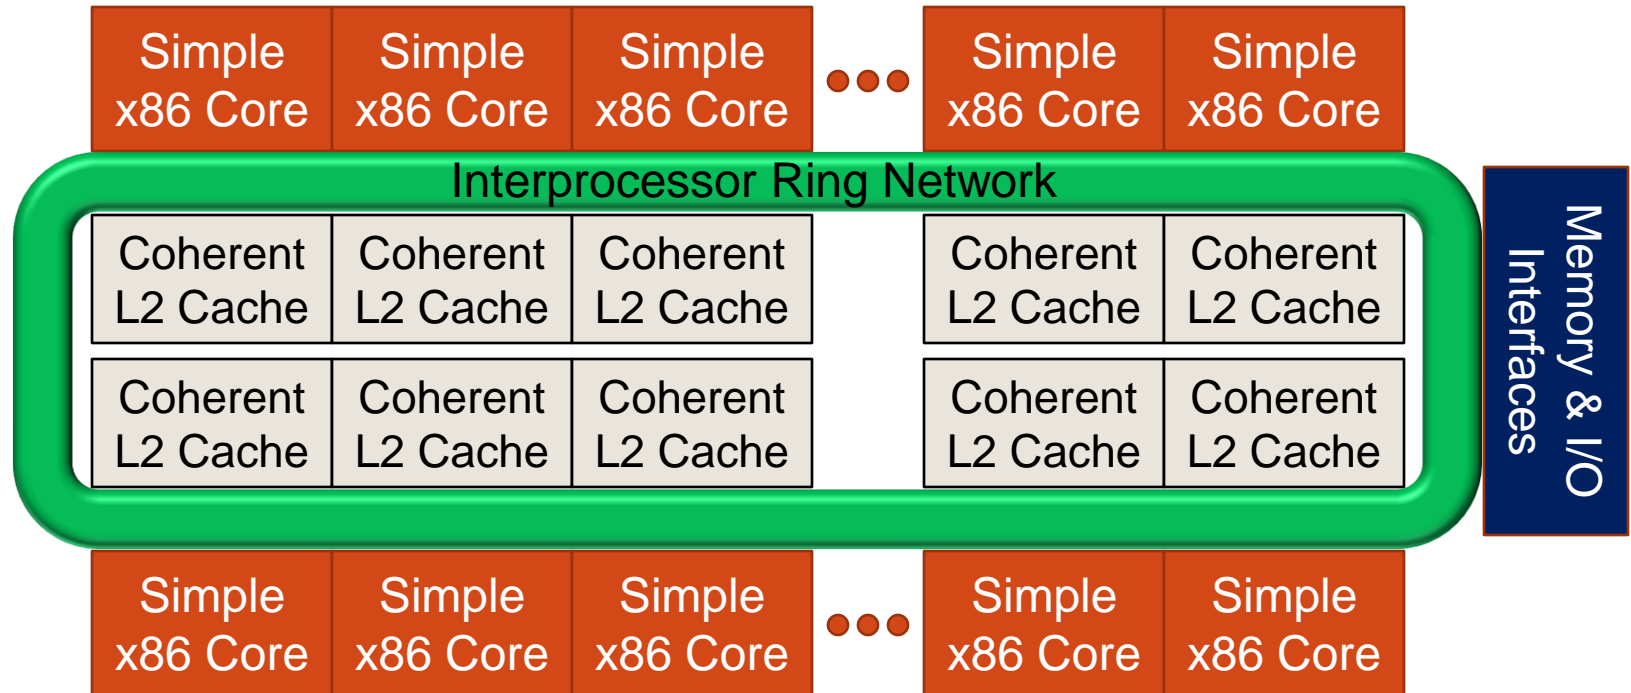 Simple
x86 Core
Simple
x86 Core
Simple
x86 Core
Simple
x86 Core
Simple
x86 Core
Interprocessor Ring Network
Coherent
L2 Cache
Coherent
L2 Cache
Coherent
L2 Cache
Coherent
L2 Cache
Coherent
L2 Cache
Coherent
L2 Cache
Coherent
L2 Cache
Coherent
L2 Cache
Coherent
L2 Cache
Coherent
L2 Cache
Memory & I/O
Interfaces
Simple
x86 Core
Simple
x86 Core
Simple
x86 Core
Simple
x86 Core
Simple
x86 Core